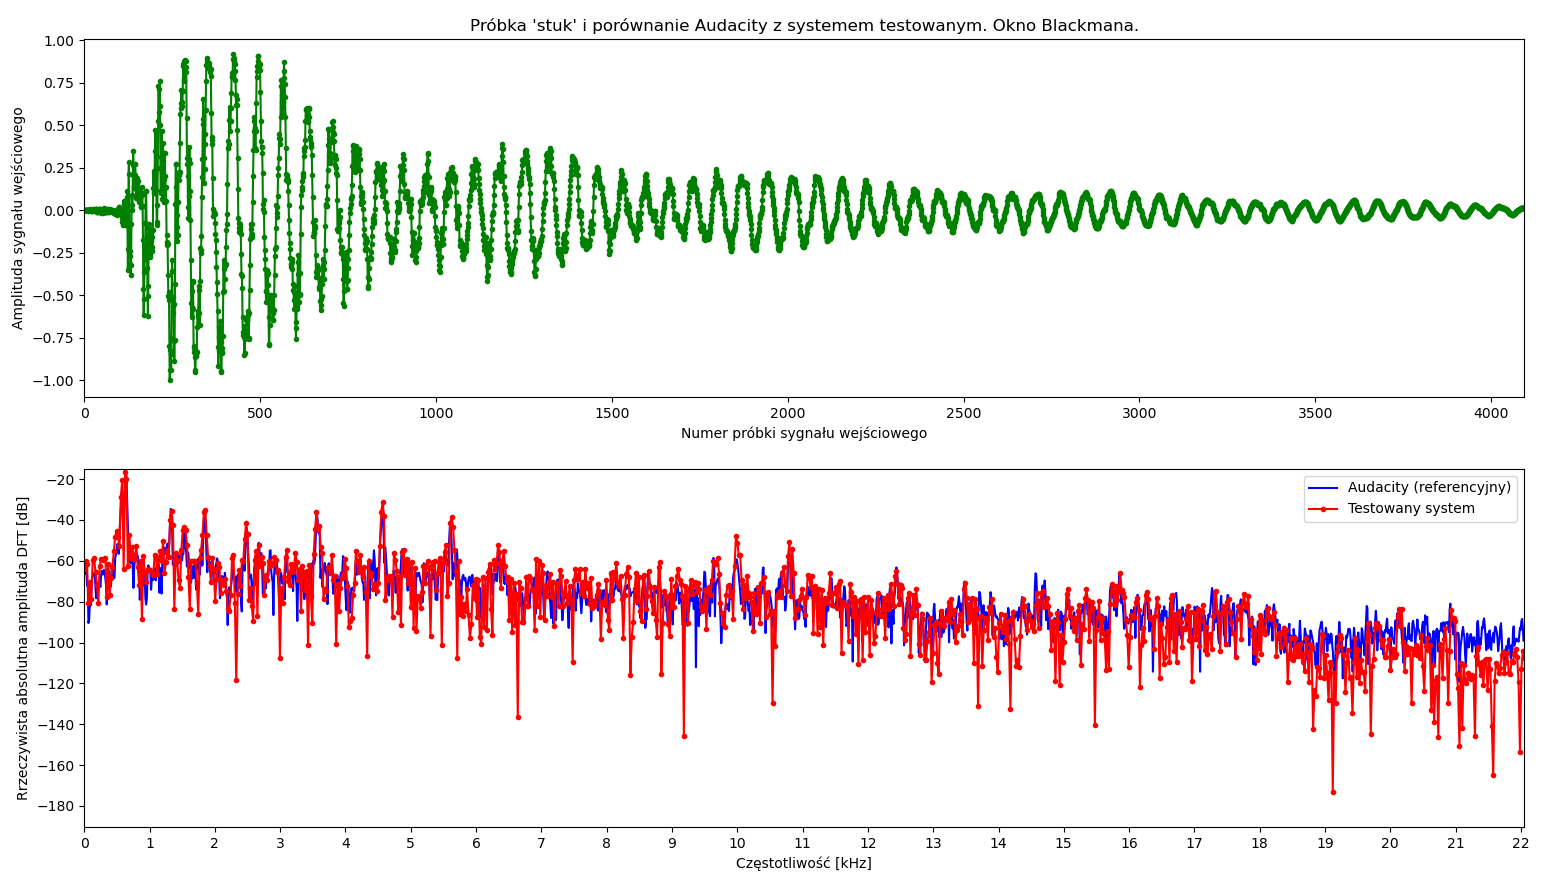 Próbka 'stuk' i porównanie Audacity z systemem testowanym. Okno Blackmana.
Amplituda sygnału wejściowego
1.00
0.75
0.50
0.25
0.00
−0.25
−0.50
−0.75
−1.00
0 500 1000 1500 2000 2500 3000 3500 4000
Numer próbki sygnału wejściowego
Rrzeczywista absolutna amplituda DFT [dB]
−20
−40
−60
−80
−100
−120
−140
−160
−180
Audacity (referencyjny)
Testowany system
0 1 2 3 4 5 6 7 8 9 10 11 12 13 14 15 16 17 18 19 20 21 22
Częstotliwość [kHz]